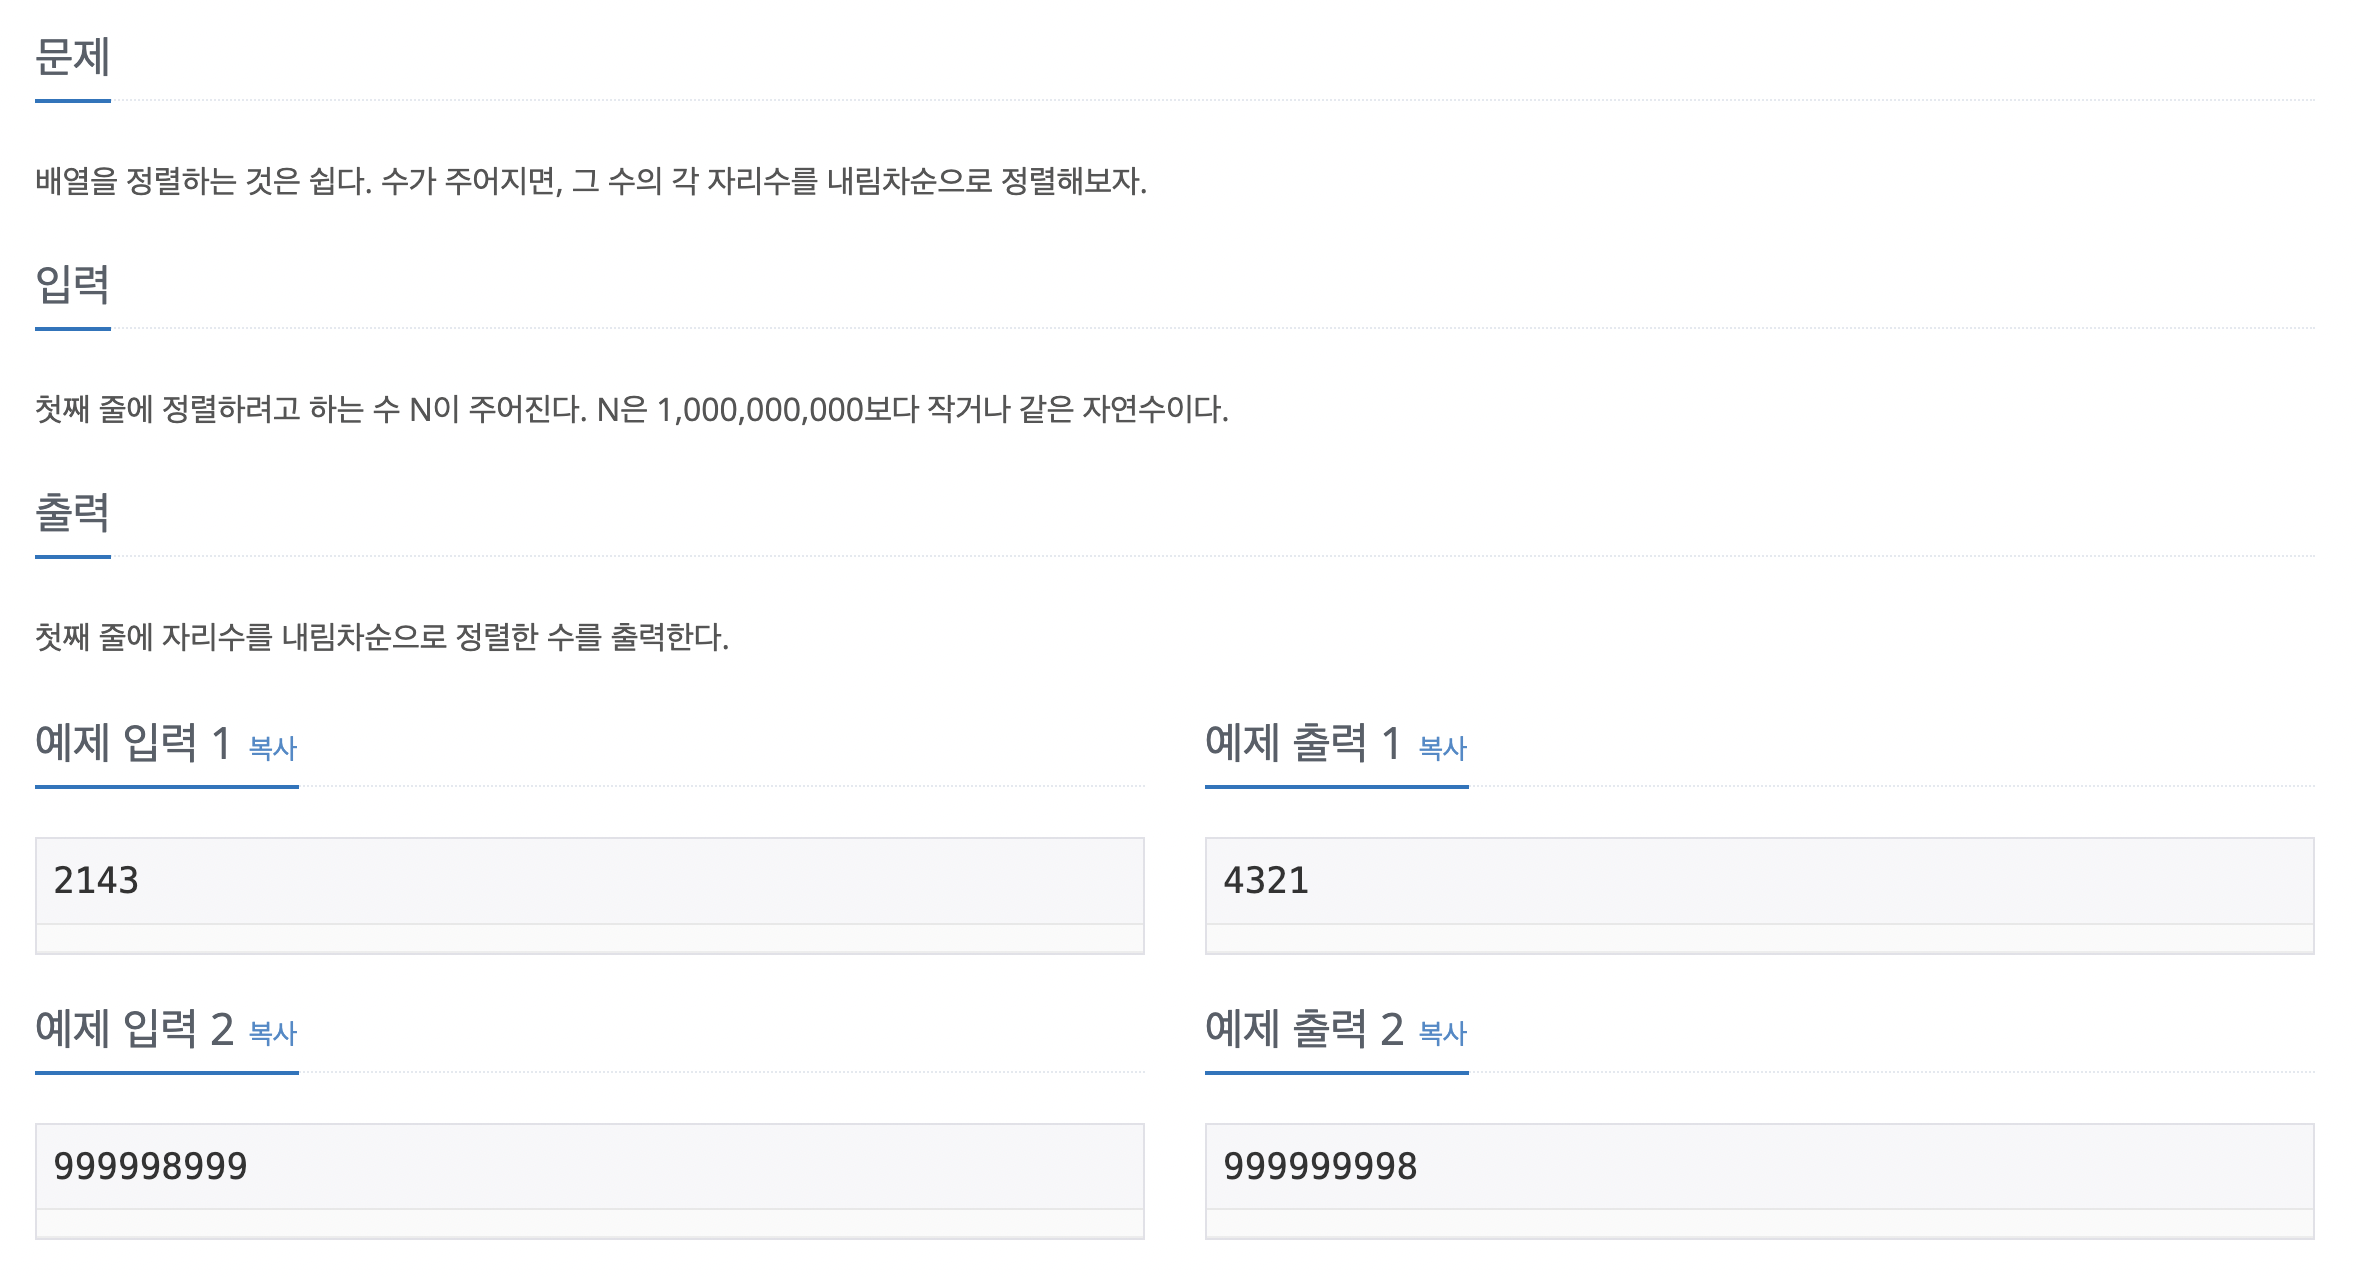 문제
배열을 정렬하는 것은 쉽다. 수가 주어지면, 그 수의 각 자리수를 내림차순으로 정렬해보자.
입력
첫째 줄에 정렬하려고 하는 수 N이 주어진다. N은 1,000,000,000보다 작거나 같은 자연수이다.
출력
첫째 줄에 자리수를 내림차순으로 정렬한 수를 출력한다.
예제 입력 1 복사
2143
예제 출력 1 복사
4321
예제 입력 2 복사
999998999
예제 출력 2 복사
999999998